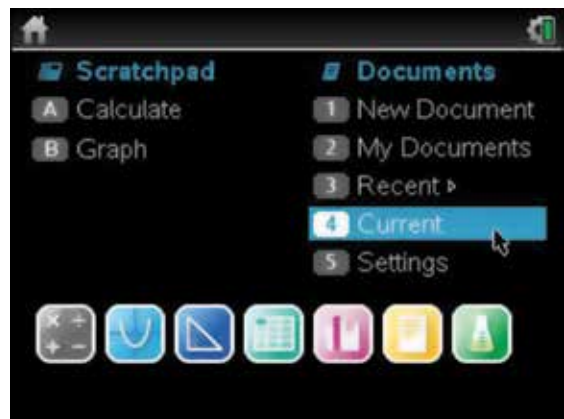 Scratchpad
A Calculate
B Graph
Documents
1 New Document
2 My Documents
3 Recent ▸
4 Current
5 Settings
× ÷
+ −